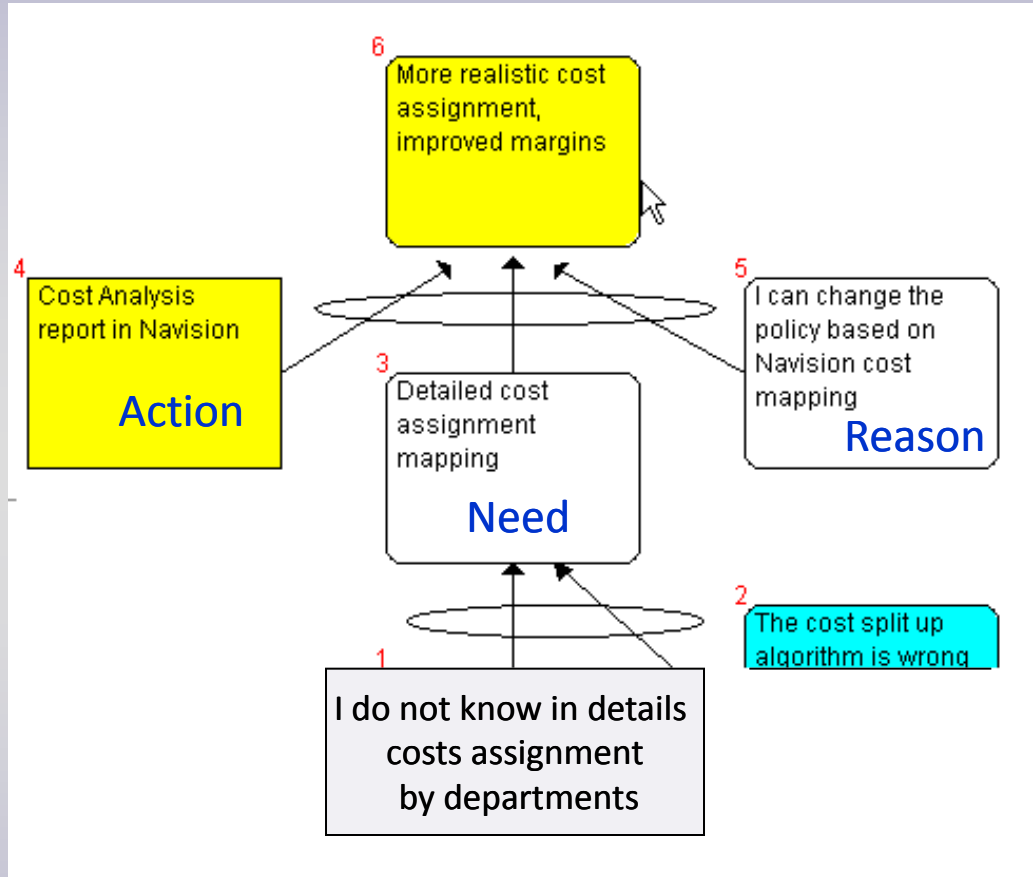 6
More realistic cost
assignment,
improved margins
4
Cost Analysis
report in Navision
Action
5
I can change the
policy based on
Navision cost
mapping
Reason
3
Detailed cost
assignment
mapping
Need
2
The cost split up
algorithm is wrong
1
I do not know in details
costs assignment
by departments